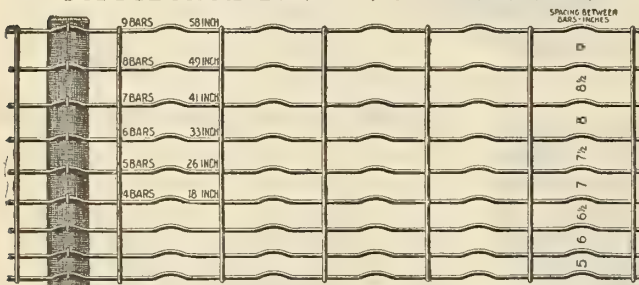 SPACING BETWEEN
BARS-INCHES
9 BARS 58 INCH
9
8 BARS 49 INCH
8½
7 BARS 41 INCH
8
6 BARS 33 INCH
7½
5 BARS 26 INCH
7
4 BARS 18 INCH
6½
6
5